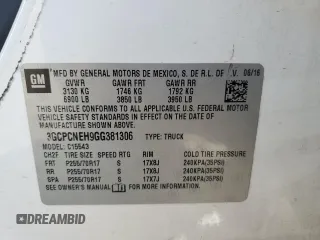 GM
MFD BY GENERAL MOTORS DE MEXICO, S. DE R.L. DE C.V. 06/16
GVWR GAWR FRT GAWR RR
3130 KG 1746 KG 1792 KG
6900 LB 3850 LB 3950 LB
THIS VEHICLE CONFORMS TO ALL APPLICABLE U.S. FEDERAL MOTOR
VEHICLE SAFETY STANDARDS IN EFFECT ON THE DATE OF
MANUFACTURE SHOWN ABOVE.
3GCPCNEH9GG381306 TYPE: TRUCK
MODEL: C15543
TIRE SIZE SPEED RTG RIM COLD TIRE PRESSURE
FRT P255/70R17 S 17X8J 240KPA(35PSI)
RR P255/70R17 S 17X8J 240KPA(35PSI)
SPA P255/70R17 S 17X7J 240KPA(35PSI)
SEE OWNER'S MANUAL FOR ADDITIONAL INFORMATION.